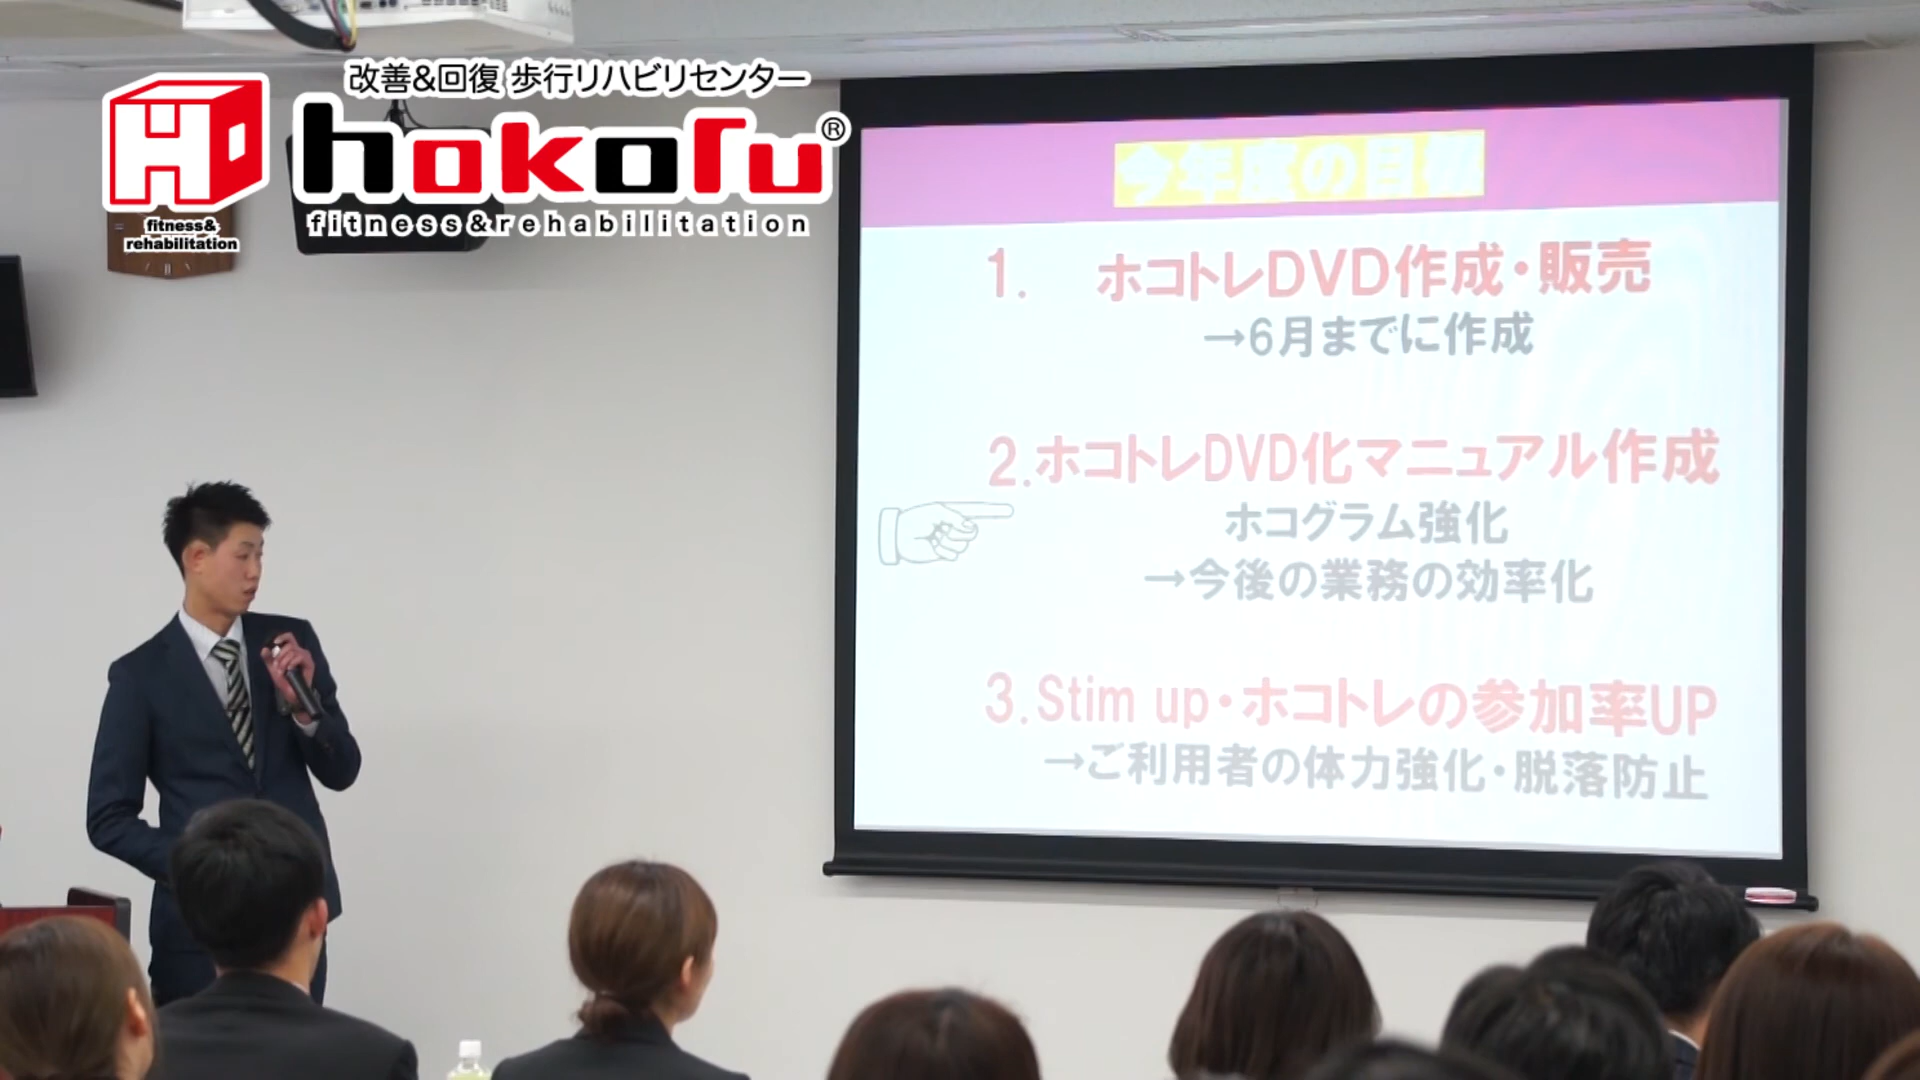 改善&回復 歩行リハビリセンター
hokoru®
fitness&rehabilitation
fitness&
rehabilitation
今年度の目標
1. ホコトレDVD作成・販売
→6月までに作成
2.ホコトレDVD化マニュアル作成
ホコグラム強化
→今後の業務の効率化
3.Stim up・ホコトレの参加率UP
→ご利用者の体力強化・脱落防止